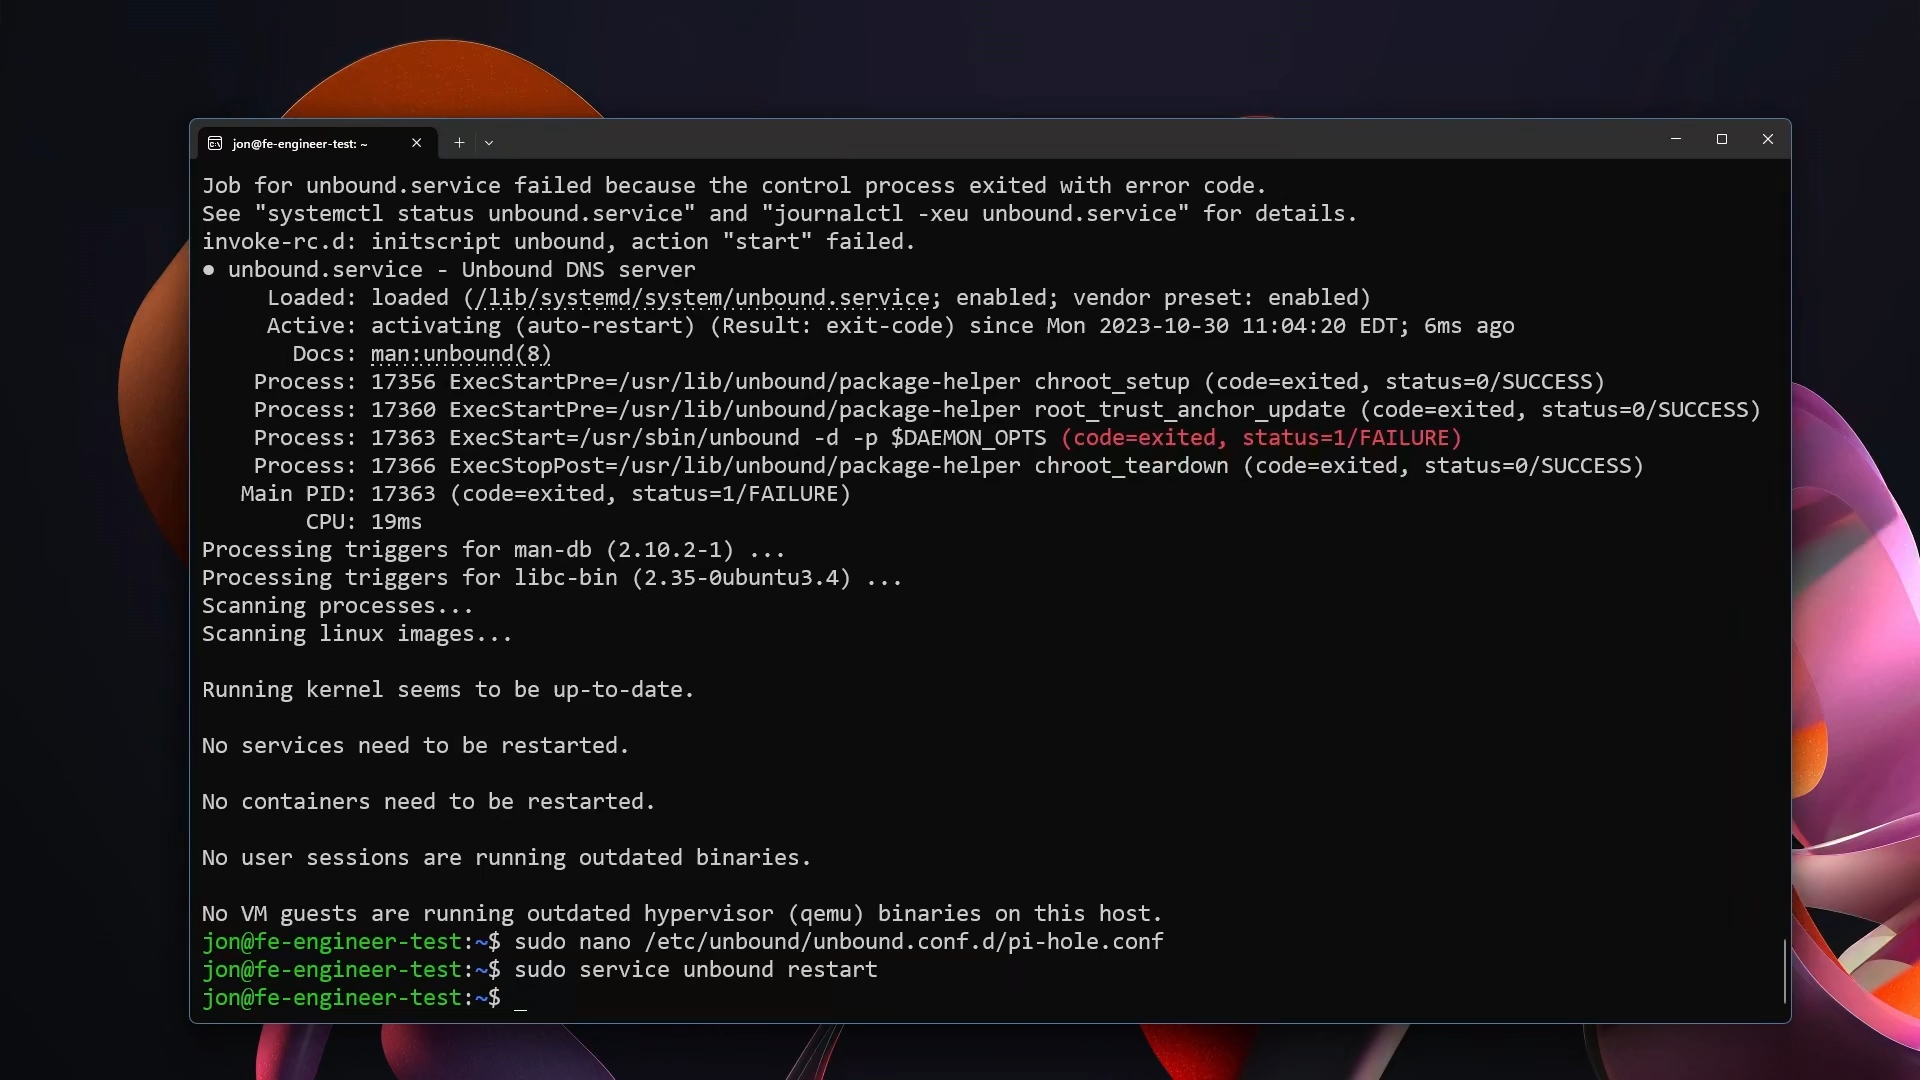 jon@fe-engineer-test: ~
Job for unbound.service failed because the control process exited with error code.
See "systemctl status unbound.service" and "journalctl -xeu unbound.service" for details.
invoke-rc.d: initscript unbound, action "start" failed.
● unbound.service - Unbound DNS server
     Loaded: loaded (/lib/systemd/system/unbound.service; enabled; vendor preset: enabled)
     Active: activating (auto-restart) (Result: exit-code) since Mon 2023-10-30 11:04:20 EDT; 6ms ago
       Docs: man:unbound(8)
    Process: 17356 ExecStartPre=/usr/lib/unbound/package-helper chroot_setup (code=exited, status=0/SUCCESS)
    Process: 17360 ExecStartPre=/usr/lib/unbound/package-helper root_trust_anchor_update (code=exited, status=0/SUCCESS)
    Process: 17363 ExecStart=/usr/sbin/unbound -d -p $DAEMON_OPTS (code=exited, status=1/FAILURE)
    Process: 17366 ExecStopPost=/usr/lib/unbound/package-helper chroot_teardown (code=exited, status=0/SUCCESS)
   Main PID: 17363 (code=exited, status=1/FAILURE)
        CPU: 19ms
Processing triggers for man-db (2.10.2-1) ...
Processing triggers for libc-bin (2.35-0ubuntu3.4) ...
Scanning processes...
Scanning linux images...
Running kernel seems to be up-to-date.
No services need to be restarted.
No containers need to be restarted.
No user sessions are running outdated binaries.
No VM guests are running outdated hypervisor (qemu) binaries on this host.
jon@fe-engineer-test:~$ sudo nano /etc/unbound/unbound.conf.d/pi-hole.conf
jon@fe-engineer-test:~$ sudo service unbound restart
jon@fe-engineer-test:~$ _